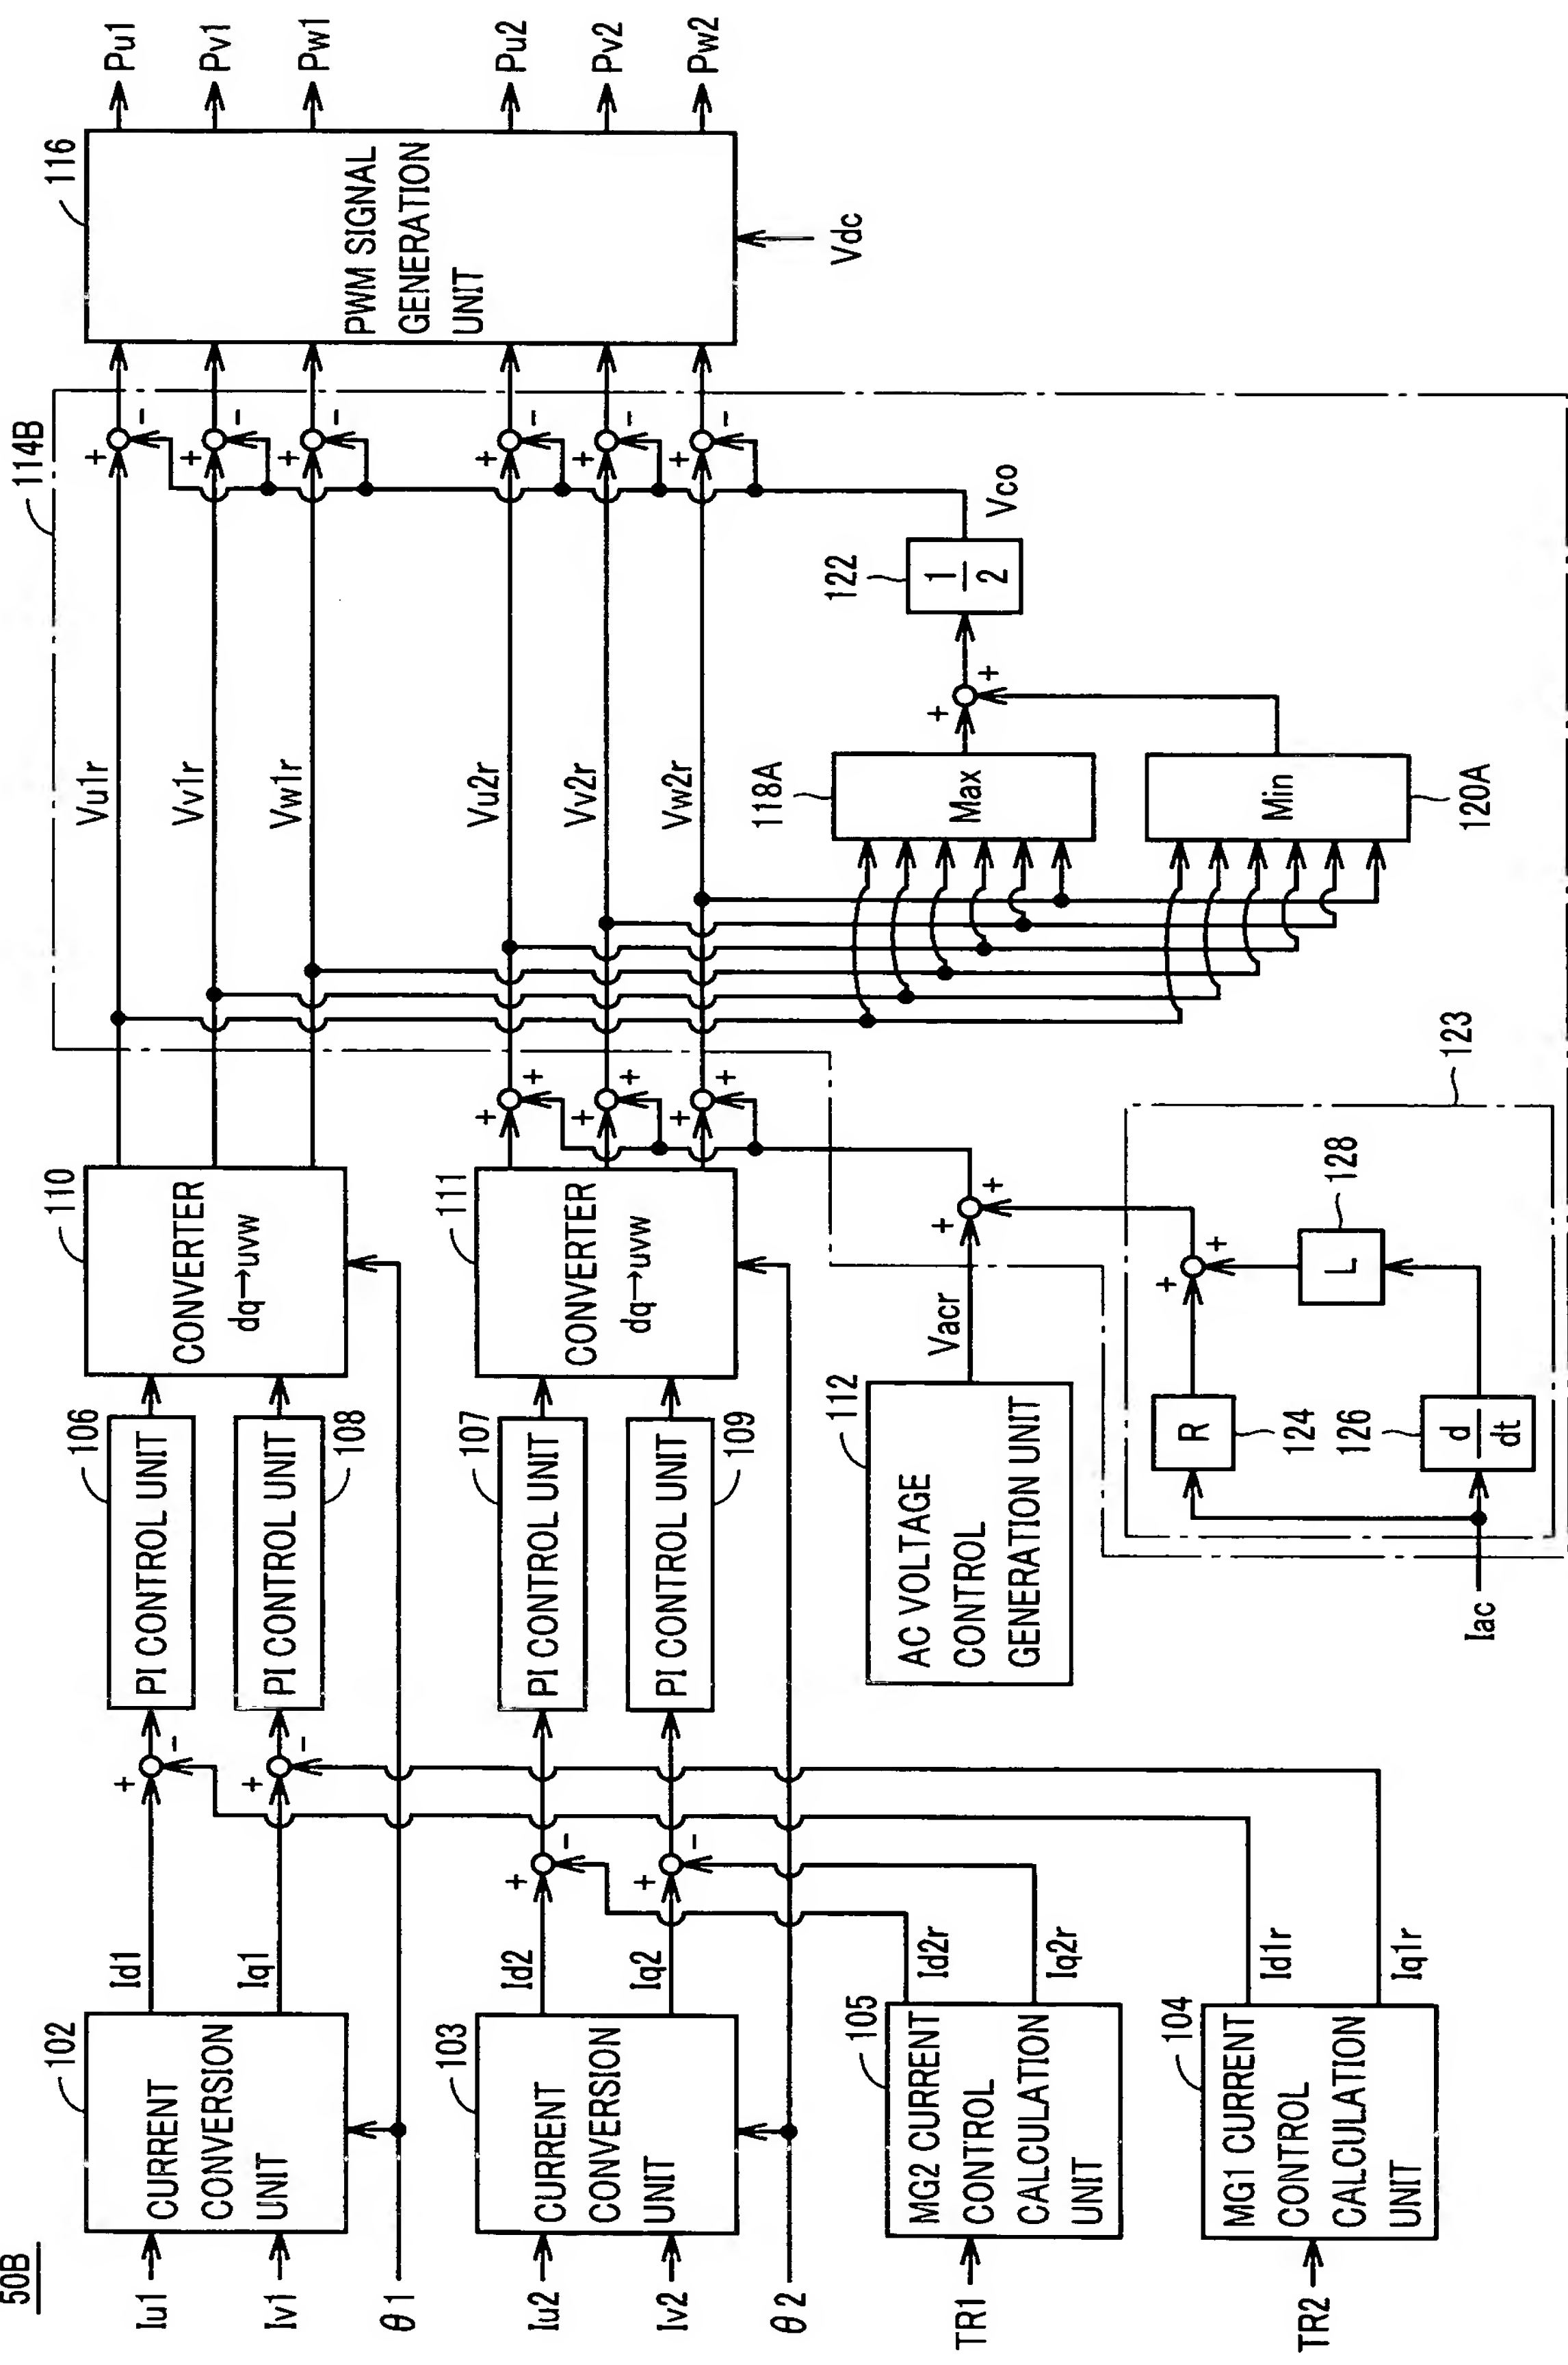 50B
Iu1
Iv1
θ1
Iu2
Iv2
θ2
TR1
TR2
102
CURRENT
CONVERSION
UNIT
103
CURRENT
CONVERSION
UNIT
105
MG2 CURRENT
CONTROL
CALCULATION
UNIT
104
MG1 CURRENT
CONTROL
CALCULATION
UNIT
Id1
Iq1
Id2
Iq2
Id2r
Iq2r
Id1r
Iq1r
+
-
+
-
+
-
+
-
106
PI CONTROL UNIT
PI CONTROL UNIT
108
107
PI CONTROL UNIT
PI CONTROL UNIT
109
110
CONVERTER
dq→uvw
111
CONVERTER
dq→uvw
112
AC VOLTAGE
CONTROL
GENERATION UNIT
Vacr
+
+
Iac
R
124
126
d
dt
L
128
+
+
123
+
+
+
+
+
+
114B
Vu1r
Vv1r
Vw1r
Vu2r
Vv2r
Vw2r
118A
Max
Min
120A
+
+
122
1
2
Vco
+
-
+
-
+
-
+
-
+
-
+
-
116
PWM SIGNAL
GENERATION
UNIT
Vdc
Pu1
Pv1
Pw1
Pu2
Pv2
Pw2